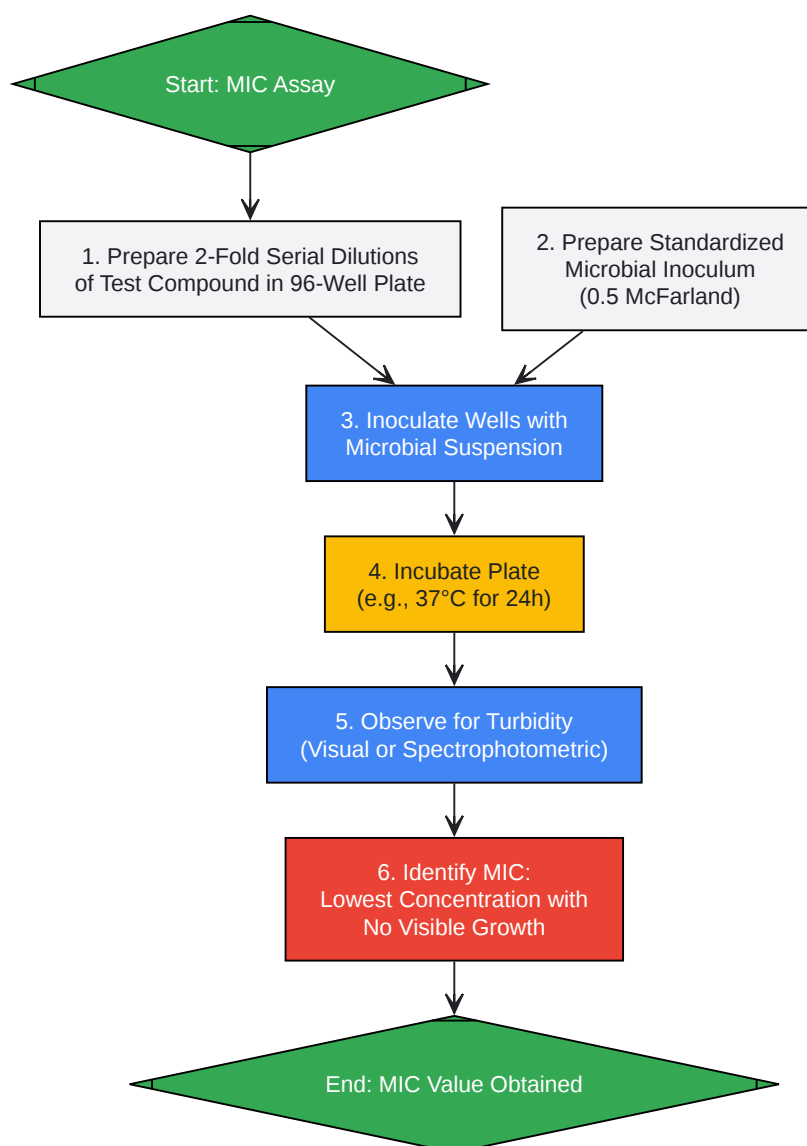 Start: MIC Assay
1. Prepare 2-Fold Serial Dilutions
of Test Compound in 96-Well Plate
2. Prepare Standardized
Microbial Inoculum
(0.5 McFarland)
3. Inoculate Wells with
Microbial Suspension
4. Incubate Plate
(e.g., 37°C for 24h)
5. Observe for Turbidity
(Visual or Spectrophotometric)
6. Identify MIC:
Lowest Concentration with
No Visible Growth
End: MIC Value Obtained